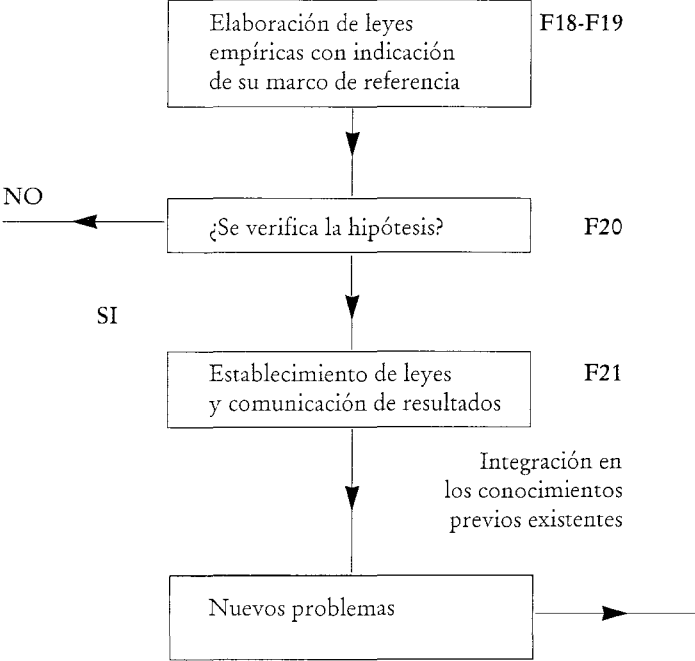 Elaboración de leyes F18-F19
empíricas con indicación
de su marco de referencia
NO
¿Se verifica la hipótesis? F20
SI
Establecimiento de leyes F21
y comunicación de resultados
Integración en
los conocimientos
previos existentes
Nuevos problemas